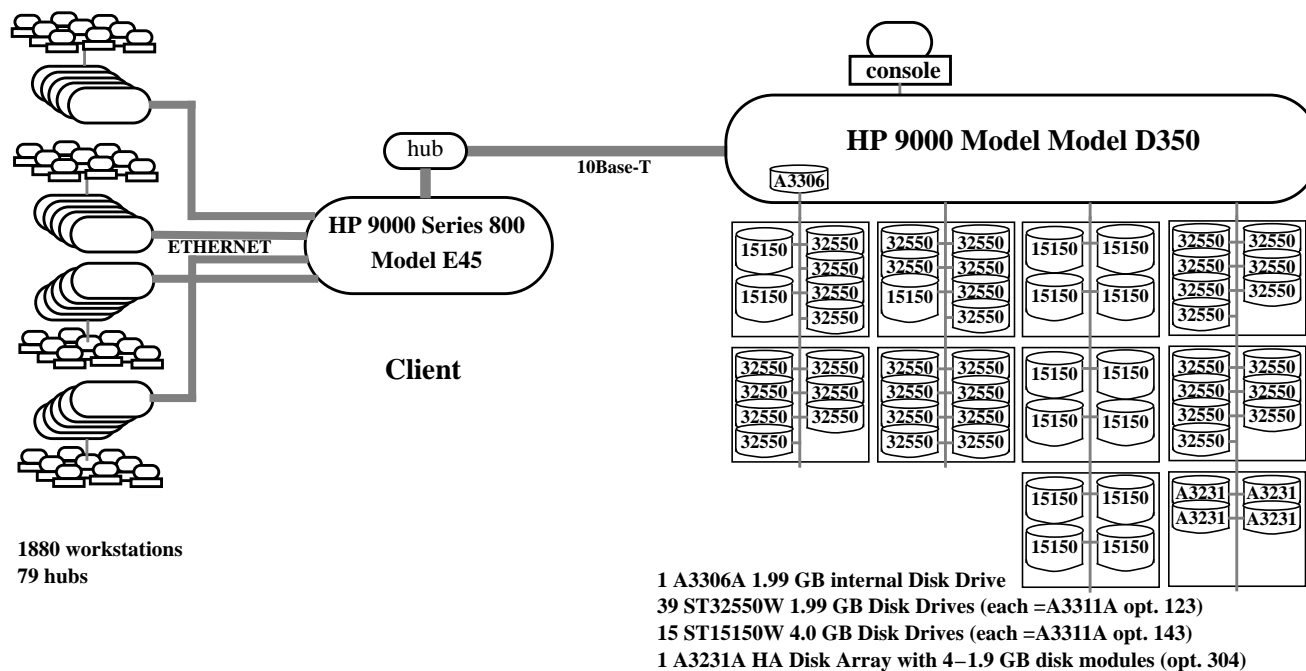 console
HP 9000 Model Model D350
hub
10Base-T
A3306
HP 9000 Series 800
Model E45
ETHERNET
Client
15150 32550
32550
15150 32550
32550
32550 32550
32550 32550
15150 32550
32550
15150 15150
15150 15150
32550 32550
32550 32550
32550 32550
32550
32550 32550
32550 32550
32550 32550
32550
32550 32550
32550 32550
32550 32550
32550 32550
15150 15150
15150 15150
32550 32550
32550 32550
32550 32550
32550
15150 15150
15150 15150
A3231 A3231
A3231 A3231
1880 workstations
79 hubs
1 A3306A 1.99 GB internal Disk Drive
39 ST32550W 1.99 GB Disk Drives (each =A3311A opt. 123)
15 ST15150W 4.0 GB Disk Drives (each =A3311A opt. 143)
1 A3231A HA Disk Array with 4–1.9 GB disk modules (opt. 304)